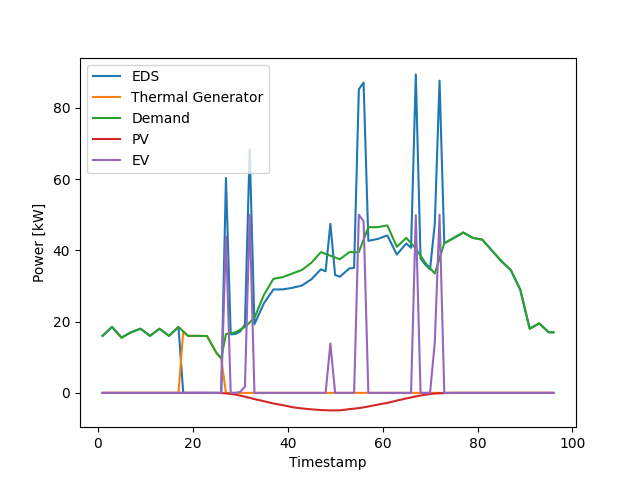 EDS
Thermal Generator
Demand
PV
EV
Power [kW]
80
60
40
20
0
0 20 40 60 80 100
Timestamp